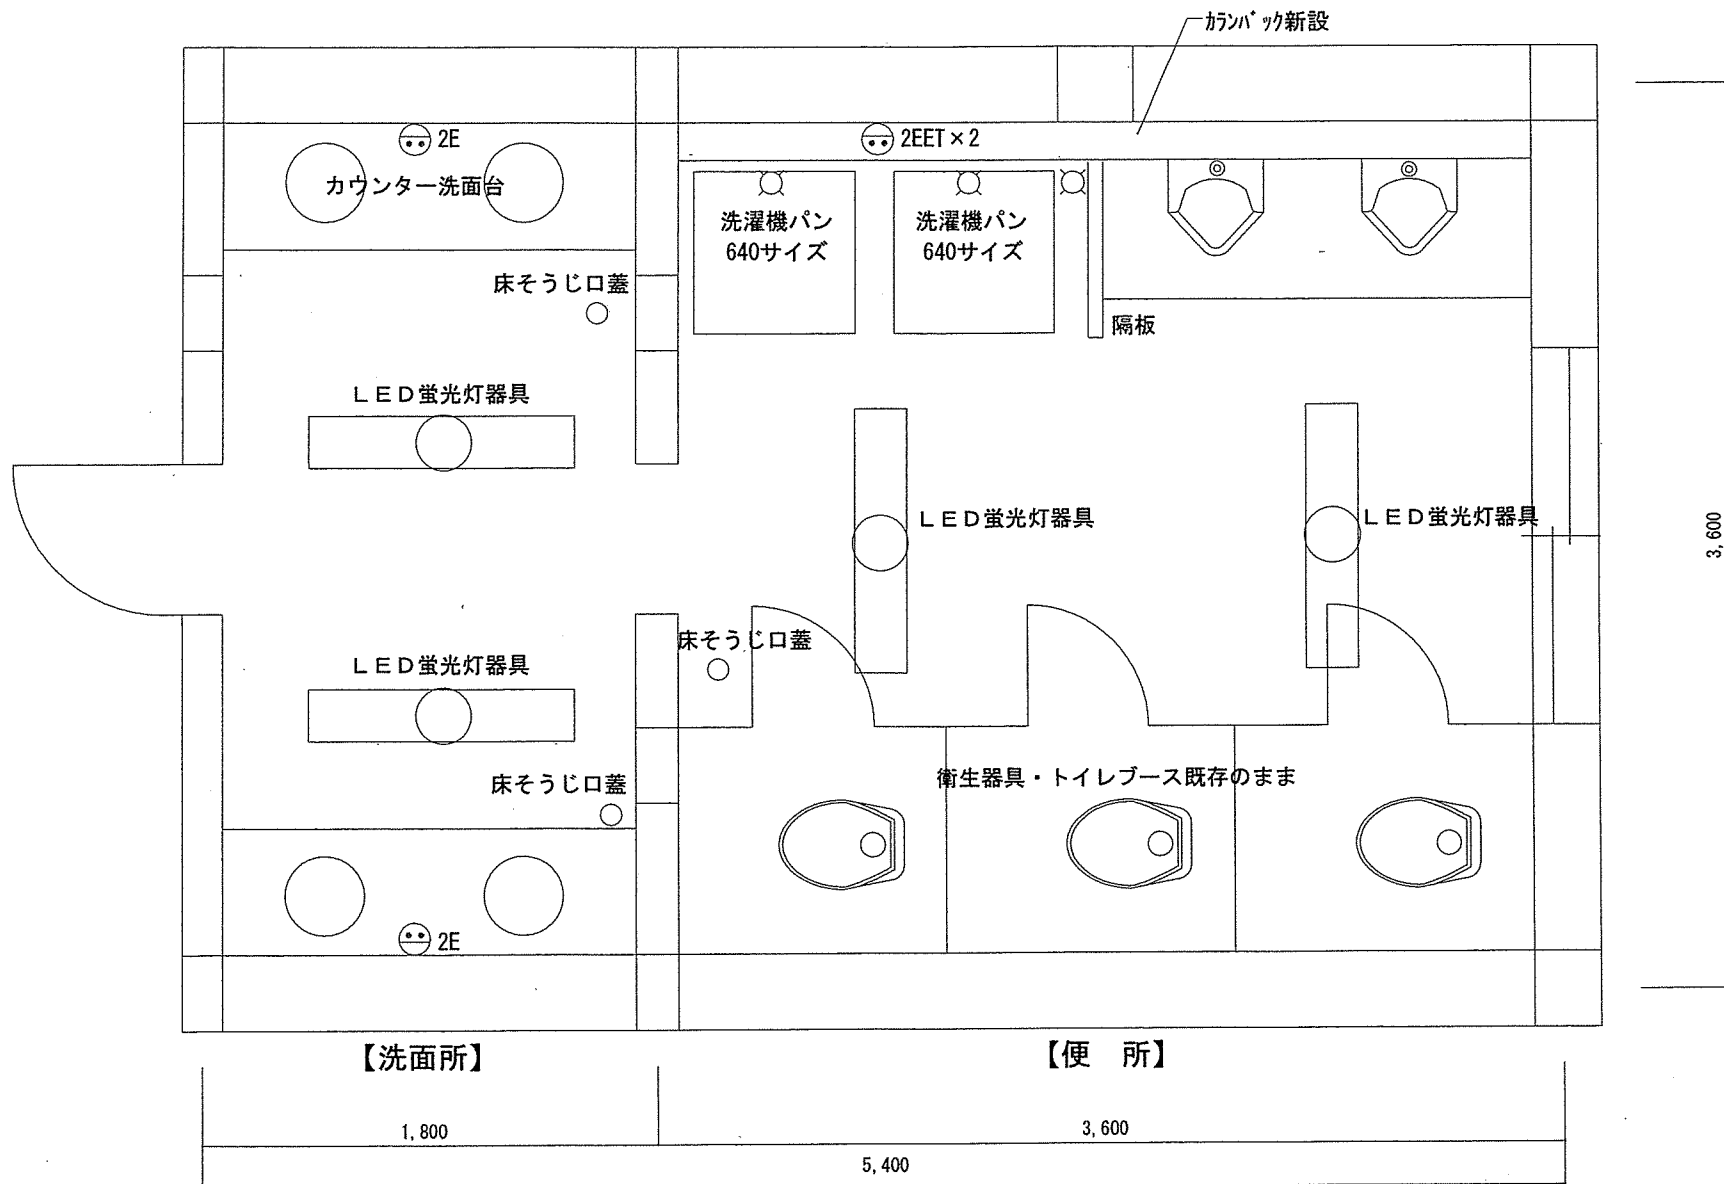 カランバック新設
2E
2EET×2
カウンター洗面台
洗濯機パン
640サイズ
洗濯機パン
640サイズ
床そうじ口蓋
隔板
LED蛍光灯器具
LED蛍光灯器具
LED蛍光灯器具
3,600
床そうじ口蓋
LED蛍光灯器具
床そうじ口蓋
衛生器具・トイレブース既存のまま
2E
【洗面所】
【便　所】
1,800
3,600
5,400